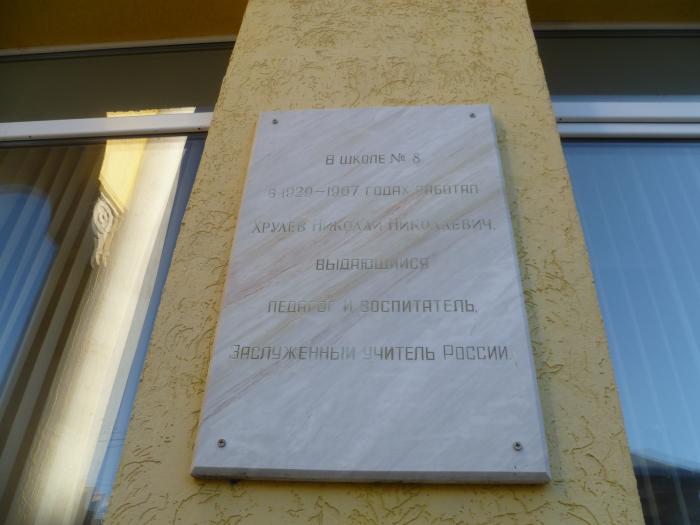 В ШКОЛЕ № 8
В 1929-1967 ГОДАХ РАБОТАЛ
ХРУЛЕВ НИКОЛАЙ НИКОЛАЕВИЧ,
ВЫДАЮЩИЙСЯ
ПЕДАГОГ И ВОСПИТАТЕЛЬ,
ЗАСЛУЖЕННЫЙ УЧИТЕЛЬ РОССИИ.